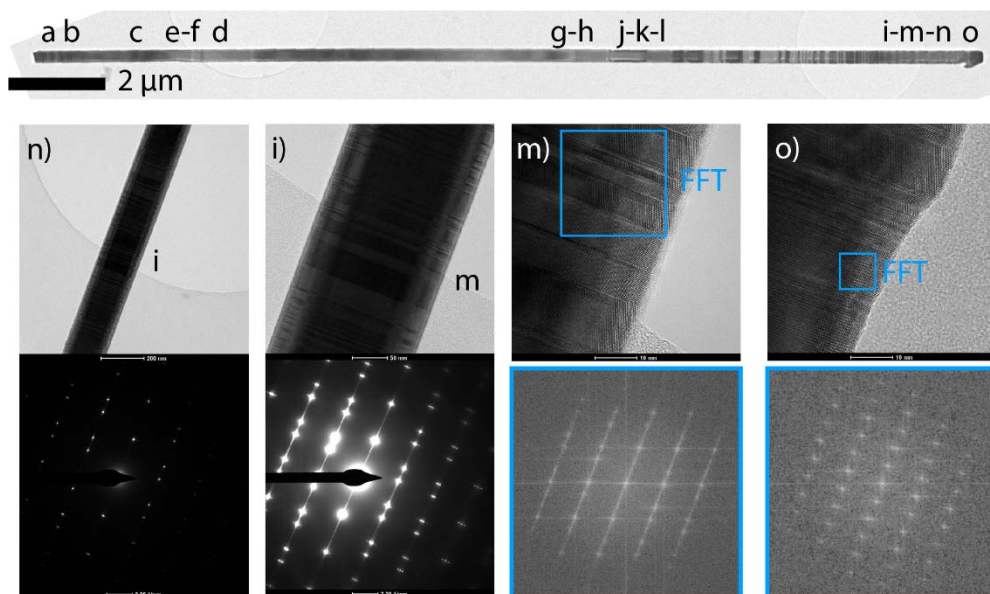 a b c e-f d g-h j-k-l i-m-n o
2 μm
n) i) m) o)
FFT
FFT
i m
200 nm 50 nm 10 nm 10 nm